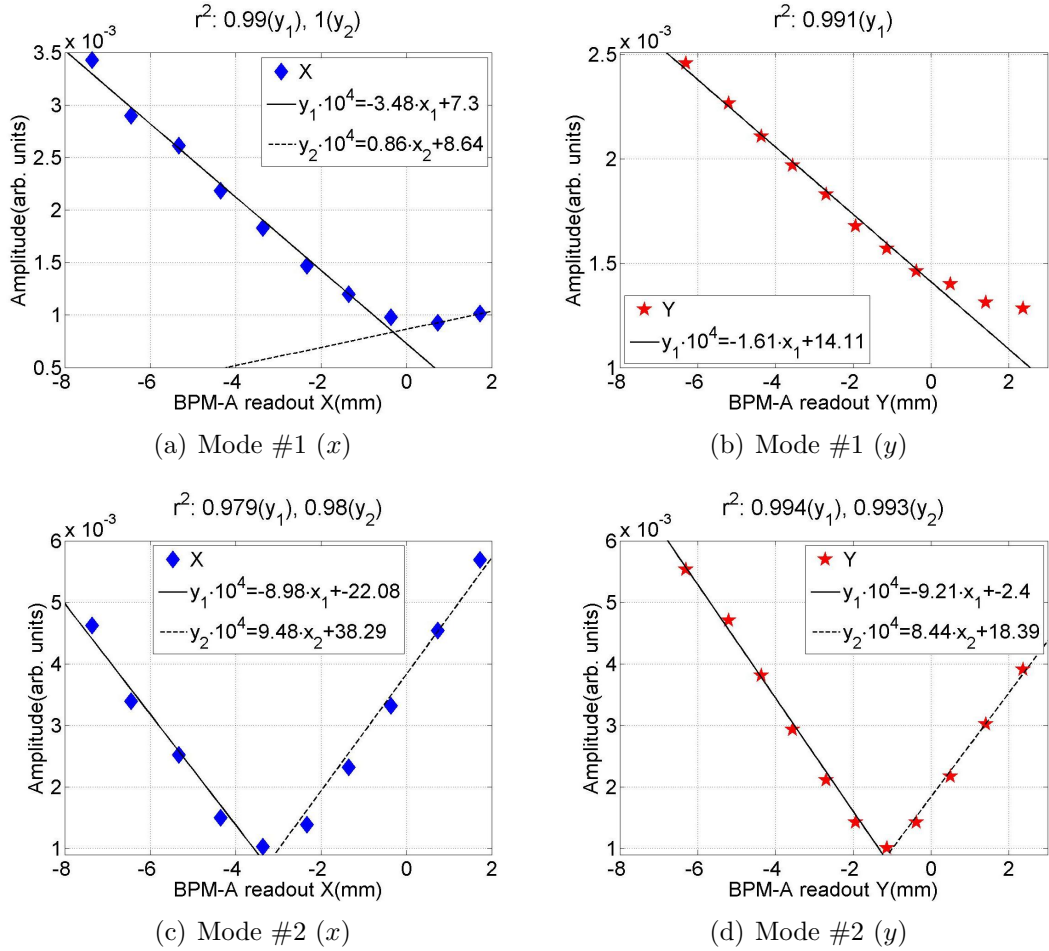 r²: 0.99(y₁), 1(y₂)
x 10⁻³
3.5
3
2.5
2
1.5
1
0.5
Amplitude(arb. units)
X
y₁·10⁴=-3.48·x₁+7.3
y₂·10⁴=0.86·x₂+8.64
-8 -6 -4 -2 0 2
BPM-A readout X(mm)
(a) Mode #1 (x)
r²: 0.991(y₁)
x 10⁻³
2.5
2
1.5
1
Amplitude(arb. units)
Y
y₁·10⁴=-1.61·x₁+14.11
-8 -6 -4 -2 0 2
BPM-A readout Y(mm)
(b) Mode #1 (y)
r²: 0.979(y₁), 0.98(y₂)
x 10⁻³
6
5
4
3
2
1
Amplitude(arb. units)
X
y₁·10⁴=-8.98·x₁+-22.08
y₂·10⁴=9.48·x₂+38.29
-8 -6 -4 -2 0 2
BPM-A readout X(mm)
(c) Mode #2 (x)
r²: 0.994(y₁), 0.993(y₂)
x 10⁻³
6
5
4
3
2
1
Amplitude(arb. units)
Y
y₁·10⁴=-9.21·x₁+-2.4
y₂·10⁴=8.44·x₂+18.39
-8 -6 -4 -2 0 2
BPM-A readout Y(mm)
(d) Mode #2 (y)